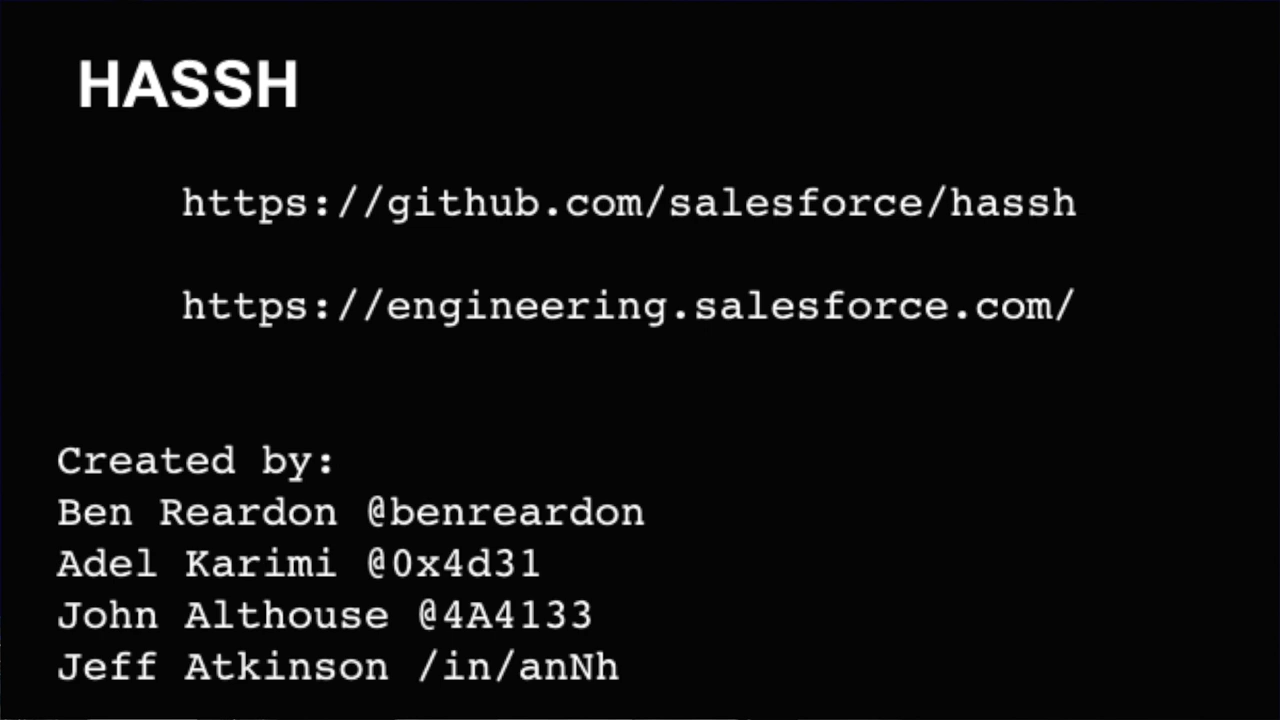 HASSH
https://github.com/salesforce/hassh
https://engineering.salesforce.com/
Created by:
Ben Reardon @benreardon
Adel Karimi @0x4d31
John Althouse @4A4133
Jeff Atkinson /in/anNh